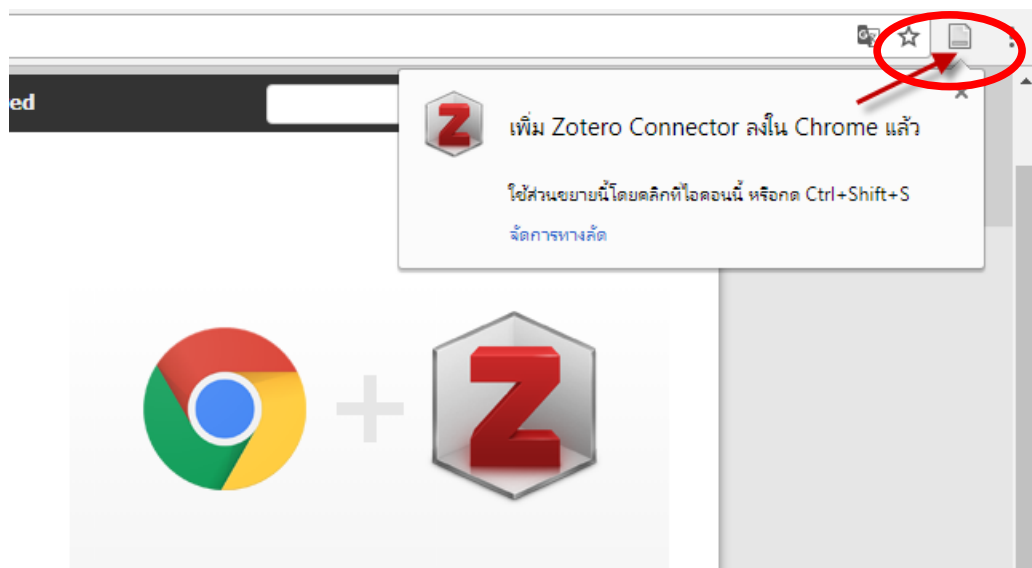 ed
เพิ่ม Zotero Connector ลงใน Chrome แล้ว
ใช้ส่วนขยายนี้โดยคลิกที่ไอคอนนี้ หรือกด Ctrl+Shift+S
จัดการทางลัด